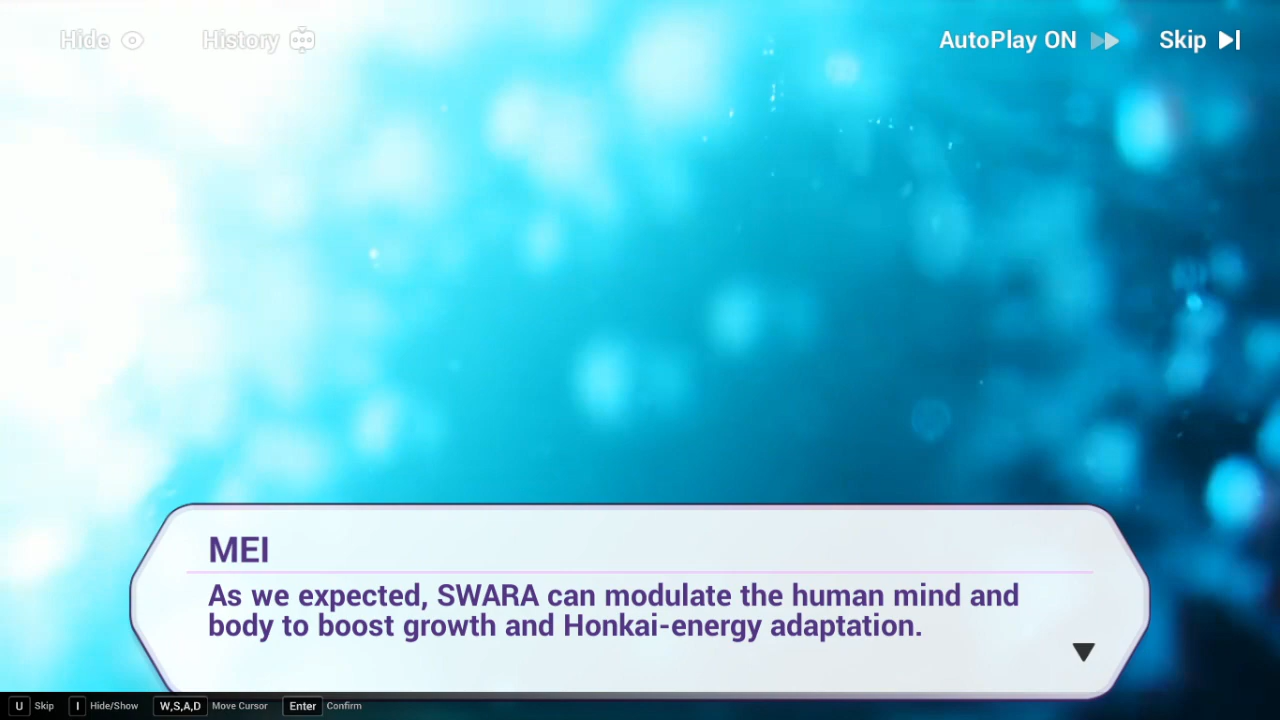 Hide
History
AutoPlay ON
Skip
MEI
As we expected, SWARA can modulate the human mind and
body to boost growth and Honkai-energy adaptation.
U Skip I Hide/Show W,S,A,D Move Cursor Enter Confirm